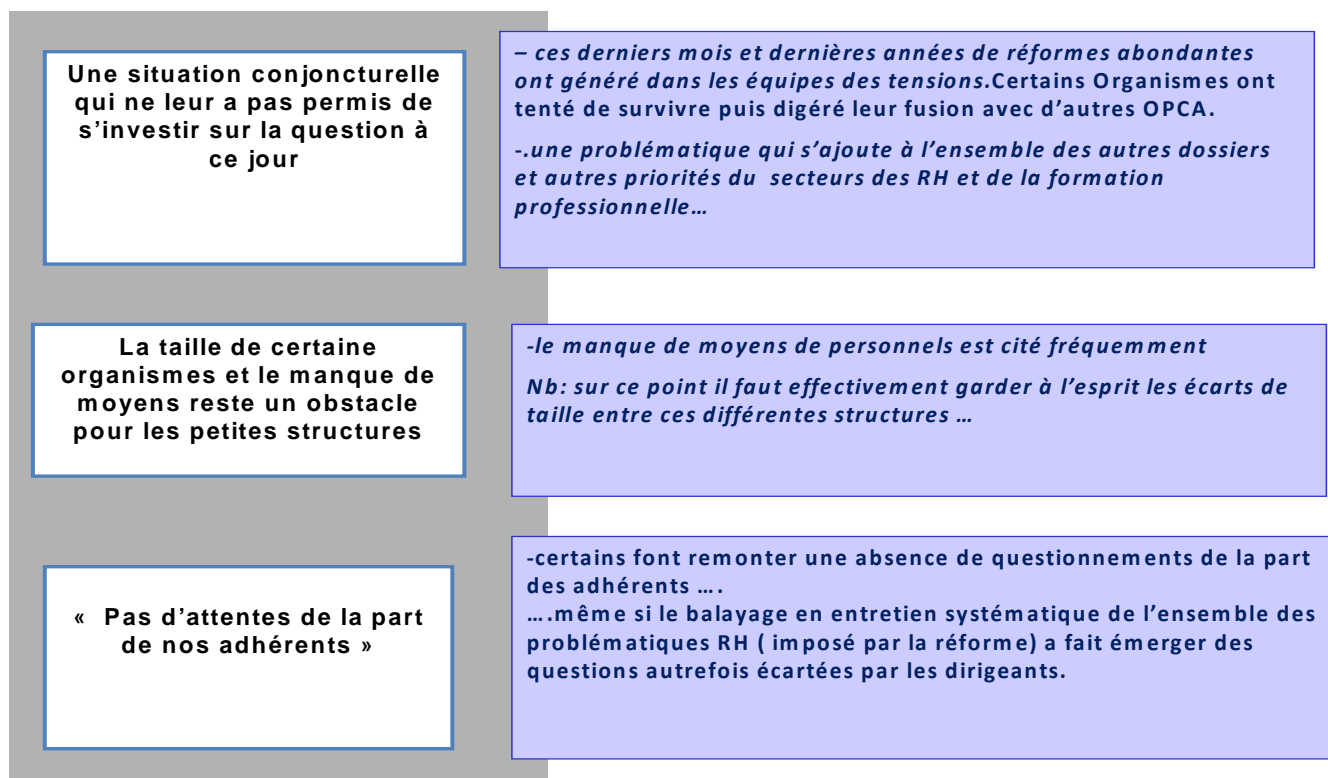 Une situation conjoncturelle
qui ne leur a pas permis de
s'investir sur la question à
ce jour
– ces derniers mois et dernières années de réformes abondantes
ont généré dans les équipes des tensions.Certains Organismes ont
tenté de survivre puis digéré leur fusion avec d'autres OPCA.
-.une problématique qui s'ajoute à l'ensemble des autres dossiers
et autres priorités du secteurs des RH et de la formation
professionnelle…
La taille de certaine
organismes et le manque de
moyens reste un obstacle
pour les petites structures
-le manque de moyens de personnels est cité fréquemment
Nb: sur ce point il faut effectivement garder à l'esprit les écarts de
taille entre ces différentes structures …
« Pas d'attentes de la part
de nos adhérents »
-certains font remonter une absence de questionnements de la part
des adhérents ….
….même si le balayage en entretien systématique de l'ensemble des
problématiques RH ( imposé par la réforme) a fait émerger des
questions autrefois écartées par les dirigeants.